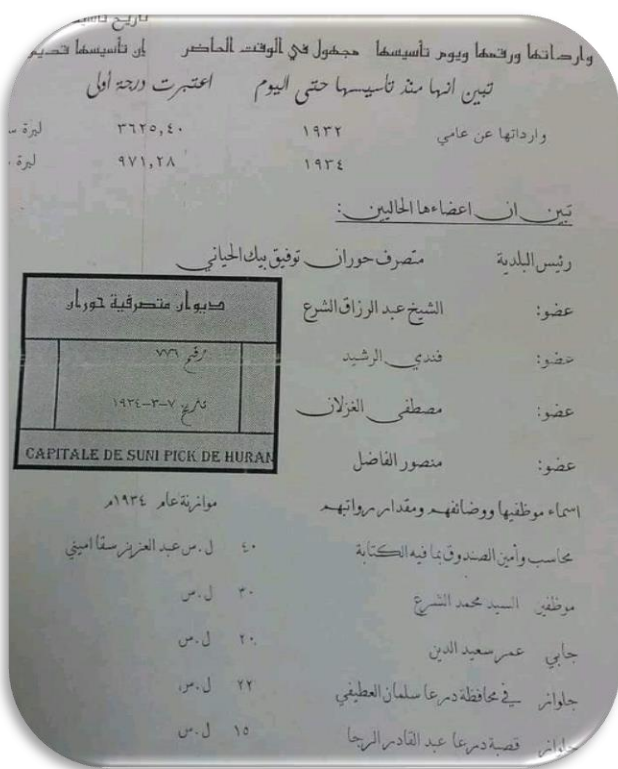 تاريخ تأسيس
وارداتها ورقمها ويوم تأسيسها مجهول في الوقت الحاضر إن تأسيسها قديم
تبين انها منذ تأسيسها حتى اليوم اعتبرت درجة أولى
وارداتها عن عامي ١٩٣٢ ٣٦٢٥,٤٠ ليرة
١٩٣٤ ٩٧١,٢٨ ليرة
تبين ان اعضاءها الحاليين:
رئيس البلدية متصرف حوران توفيق بيك الحياني
عضو: الشيخ عبد الرزاق الشرع
عضو: فندي الرشيد
عضو: مصطفى الغزلان
عضو: منصور الفاضل
ديوان متصرفية حوران
رقم ٧٧٦
تاريخ ٧-٣-١٩٣٤
CAPITALE DE SUNI PICK DE HURAN
اسماء موظفيها ووضائفهم ومقدار رواتبهم موازنة عام ١٩٣٤م
محاسب وأمين الصندوق بما فيه الكتابة ٤٠ ل.س عبد العزيز سقا اميني
موظفين السيد محمد الشرع ٣٠ ل.س
جابي عمر سعيد الدين ٢٠ ل.س
جلواز في محافظة درعا سلمان العطيفي ٢٢ ل.س
جلواز قصبة درعا عبد القادر الرجا ١٥ ل.س